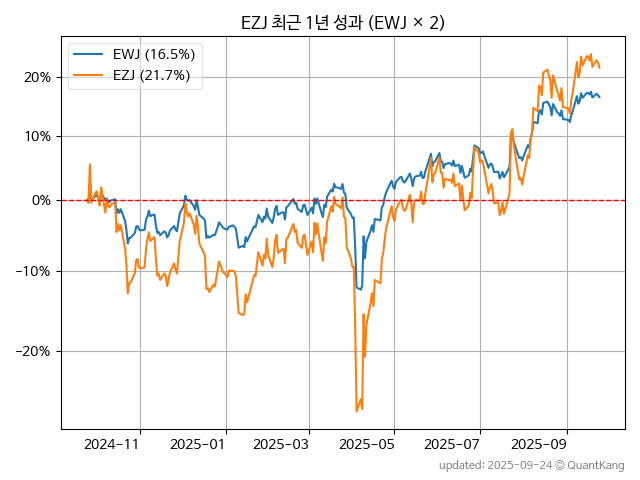 EZJ 최근 1년 성과 (EWJ × 2)
EWJ (16.5%)
EZJ (21.7%)
20%
10%
0%
−10%
−20%
2024-11
2025-01
2025-03
2025-05
2025-07
2025-09
updated: 2025-09-24 © QuantKang